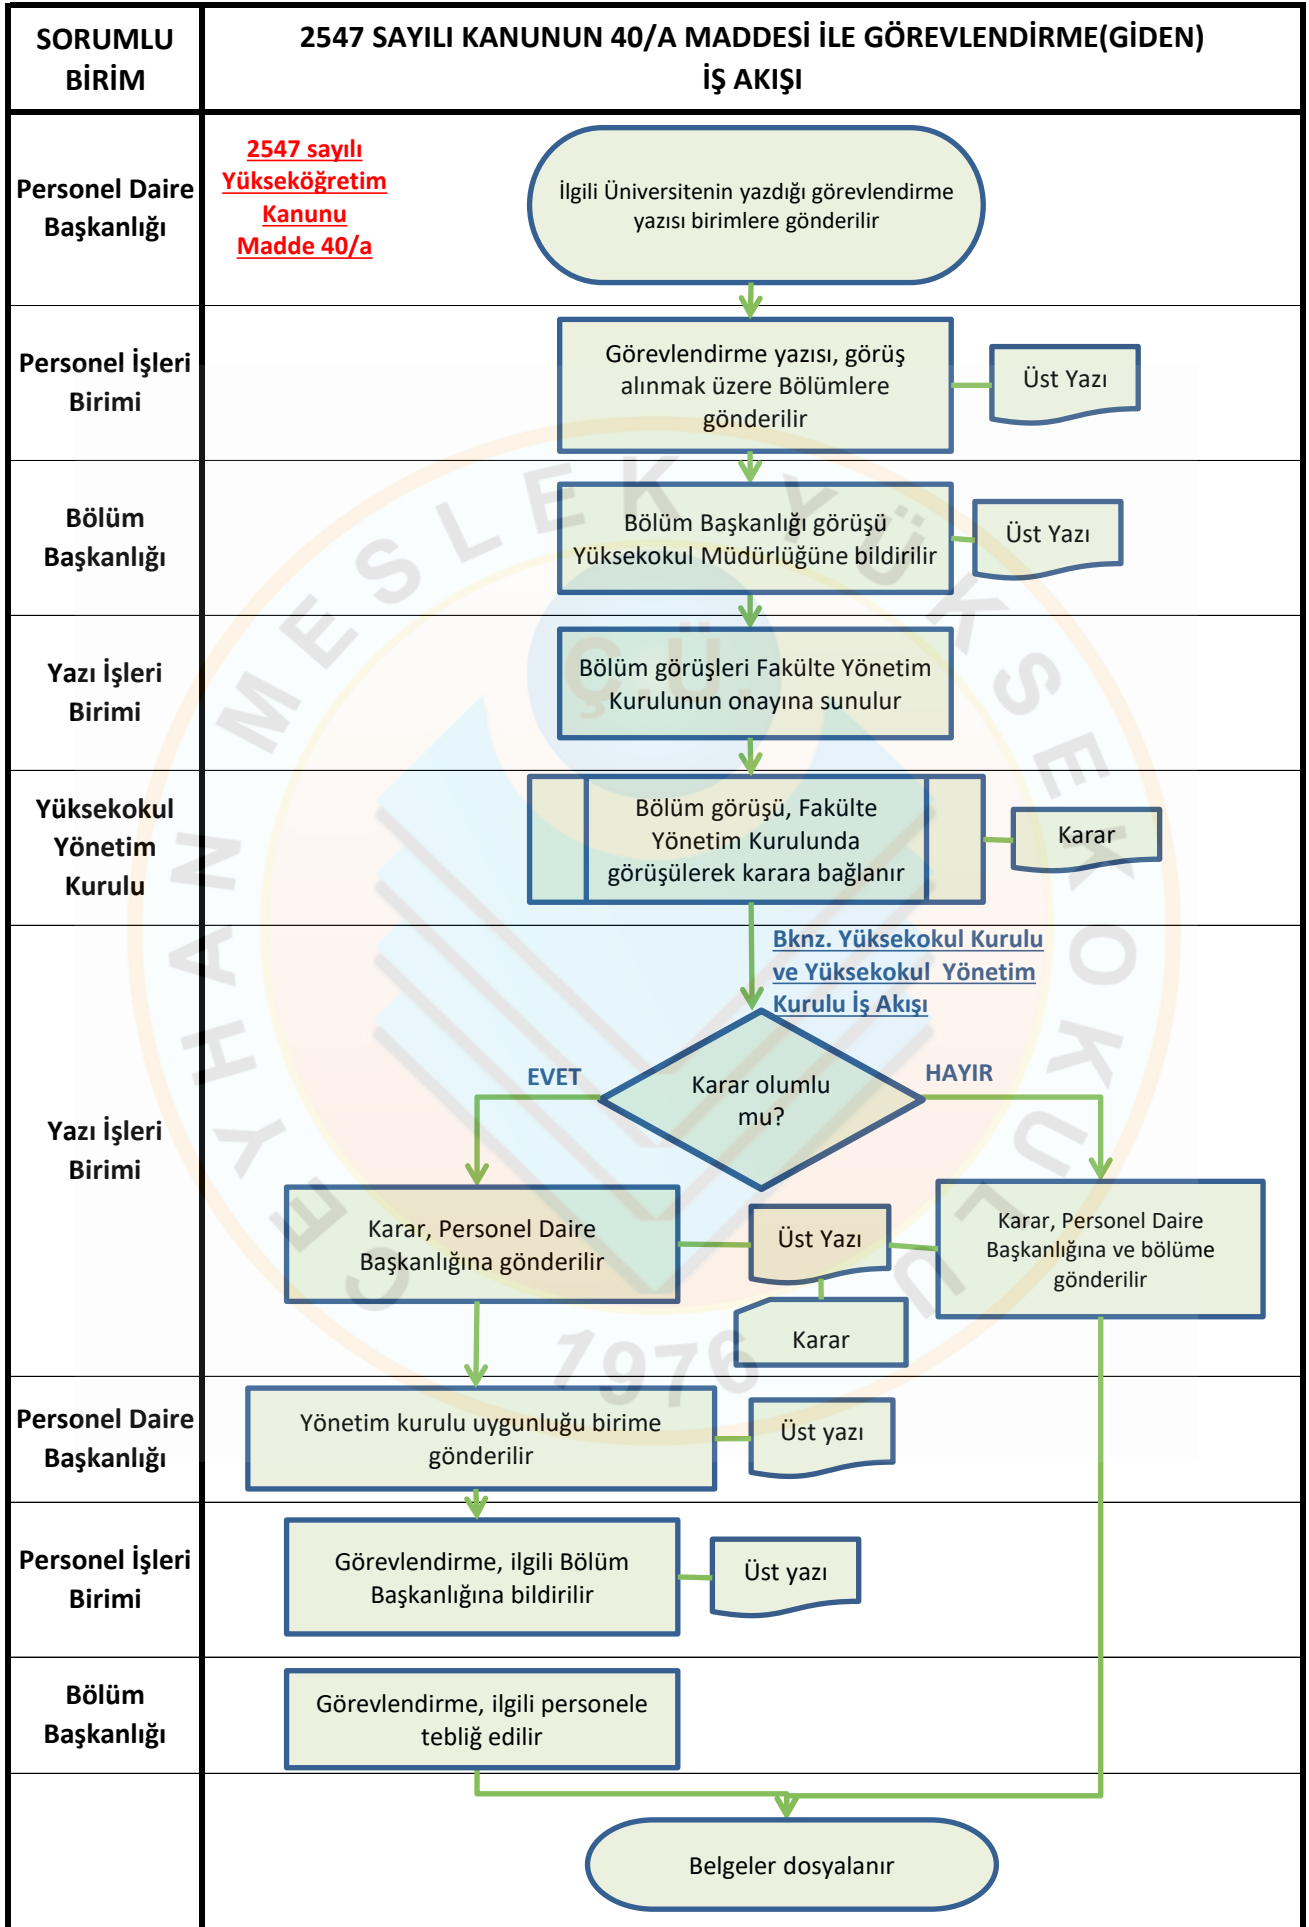 SORUMLU
BİRİM
2547 SAYILI KANUNUN 40/A MADDESİ İLE GÖREVLENDİRME(GİDEN)
İŞ AKIŞI
Personel Daire
Başkanlığı
2547 sayılı
Yükseköğretim
Kanunu
Madde 40/a
İlgili Üniversitenin yazdığı görevlendirme
yazısı birimlere gönderilir
Personel İşleri
Birimi
Görevlendirme yazısı, görüş
alınmak üzere Bölümlere
gönderilir
Üst Yazı
Bölüm
Başkanlığı
Bölüm Başkanlığı görüşü
Yüksekokul Müdürlüğüne bildirilir
Üst Yazı
Yazı İşleri
Birimi
Bölüm görüşleri Fakülte Yönetim
Kurulunun onayına sunulur
Yüksekokul
Yönetim
Kurulu
Bölüm görüşü, Fakülte
Yönetim Kurulunda
görüşülerek karara bağlanır
Karar
Bknz. Yüksekokul Kurulu
ve Yüksekokul  Yönetim
Kurulu İş Akışı
Yazı İşleri
Birimi
EVET
Karar olumlu
mu?
HAYIR
Karar, Personel Daire
Başkanlığına gönderilir
Üst Yazı
Karar
Karar, Personel Daire
Başkanlığına ve bölüme
gönderilir
Personel Daire
Başkanlığı
Yönetim kurulu uygunluğu birime
gönderilir
Üst yazı
Personel İşleri
Birimi
Görevlendirme, ilgili Bölüm
Başkanlığına bildirilir
Üst yazı
Bölüm
Başkanlığı
Görevlendirme, ilgili personele
tebliğ edilir
Belgeler dosyalanır
CEYHAN MESLEK YÜKSEKOKULU
Ç.Ü.
1976